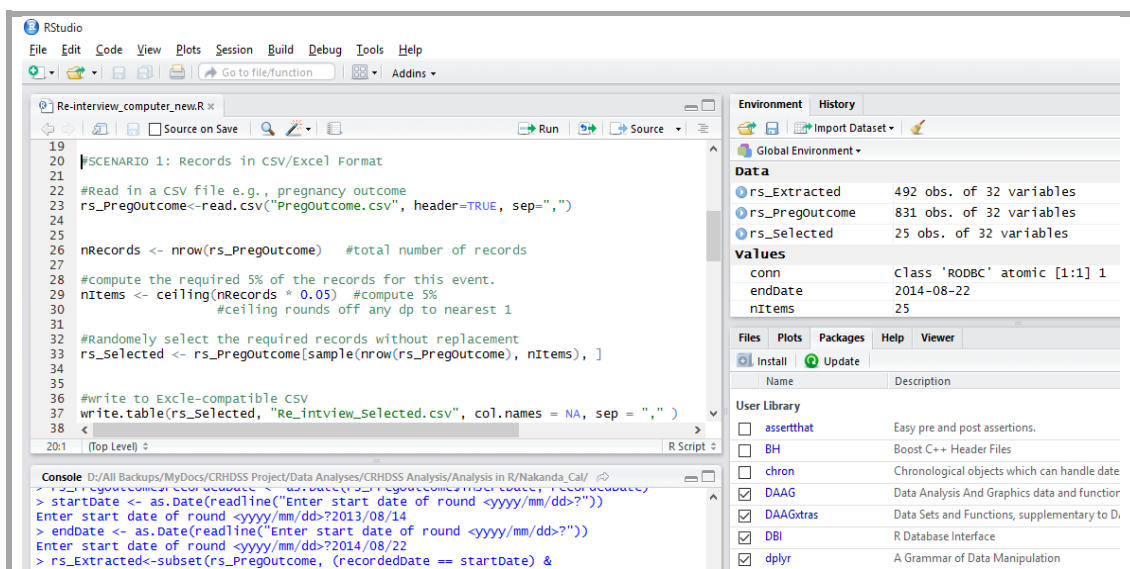 RStudio
File Edit Code View Plots Session Build Debug Tools Help
Go to file/function Addins
Re-interview_computer_new.R
Source on Save Run Source
19
20 #SCENARIO 1: Records in CSV/Excel Format
21
22 #Read in a CSV file e.g., pregnancy outcome
23 rs_PregOutcome<-read.csv("PregOutcome.csv", header=TRUE, sep=",")
24
25
26 nRecords <- nrow(rs_PregOutcome) #total number of records
27
28 #compute the required 5% of the records for this event.
29 nItems <- ceiling(nRecords * 0.05) #compute 5%
30 #ceiling rounds off any dp to nearest 1
31
32 #Randomely select the required records without replacement
33 rs_Selected <- rs_PregOutcome[sample(nrow(rs_PregOutcome), nItems), ]
34
35
36 #write to Excle-compatible CSV
37 write.table(rs_Selected, "Re_intview_Selected.csv", col.names = NA, sep = "," )
38
20:1 (Top Level) R Script
Console D:/All Backups/MyDocs/CRHDSS Project/Data Analyses/CRHDSS Analysis/Analysis in R/Nakanda_Cal/
> startDate <- as.Date(readline("Enter start date of round <yyyy/mm/dd>?"))
Enter start date of round <yyyy/mm/dd>?2013/08/14
> endDate <- as.Date(readline("Enter start date of round <yyyy/mm/dd>?"))
Enter start date of round <yyyy/mm/dd>?2014/08/22
> rs_Extracted<-subset(rs_PregOutcome, (recordedDate == startDate) &
Environment History
Import Dataset
Global Environment
Data
rs_Extracted 492 obs. of 32 variables
rs_PregOutcome 831 obs. of 32 variables
rs_Selected 25 obs. of 32 variables
Values
conn Class 'RODBC' atomic [1:1] 1
endDate 2014-08-22
nItems 25
Files Plots Packages Help Viewer
Install Update
Name Description
User Library
assertthat Easy pre and post assertions.
BH Boost C++ Header Files
chron Chronological objects which can handle date
DAAG Data Analysis And Graphics data and function
DAAGxtras Data Sets and Functions, supplementary to
DBI R Database Interface
dplyr A Grammar of Data Manipulation